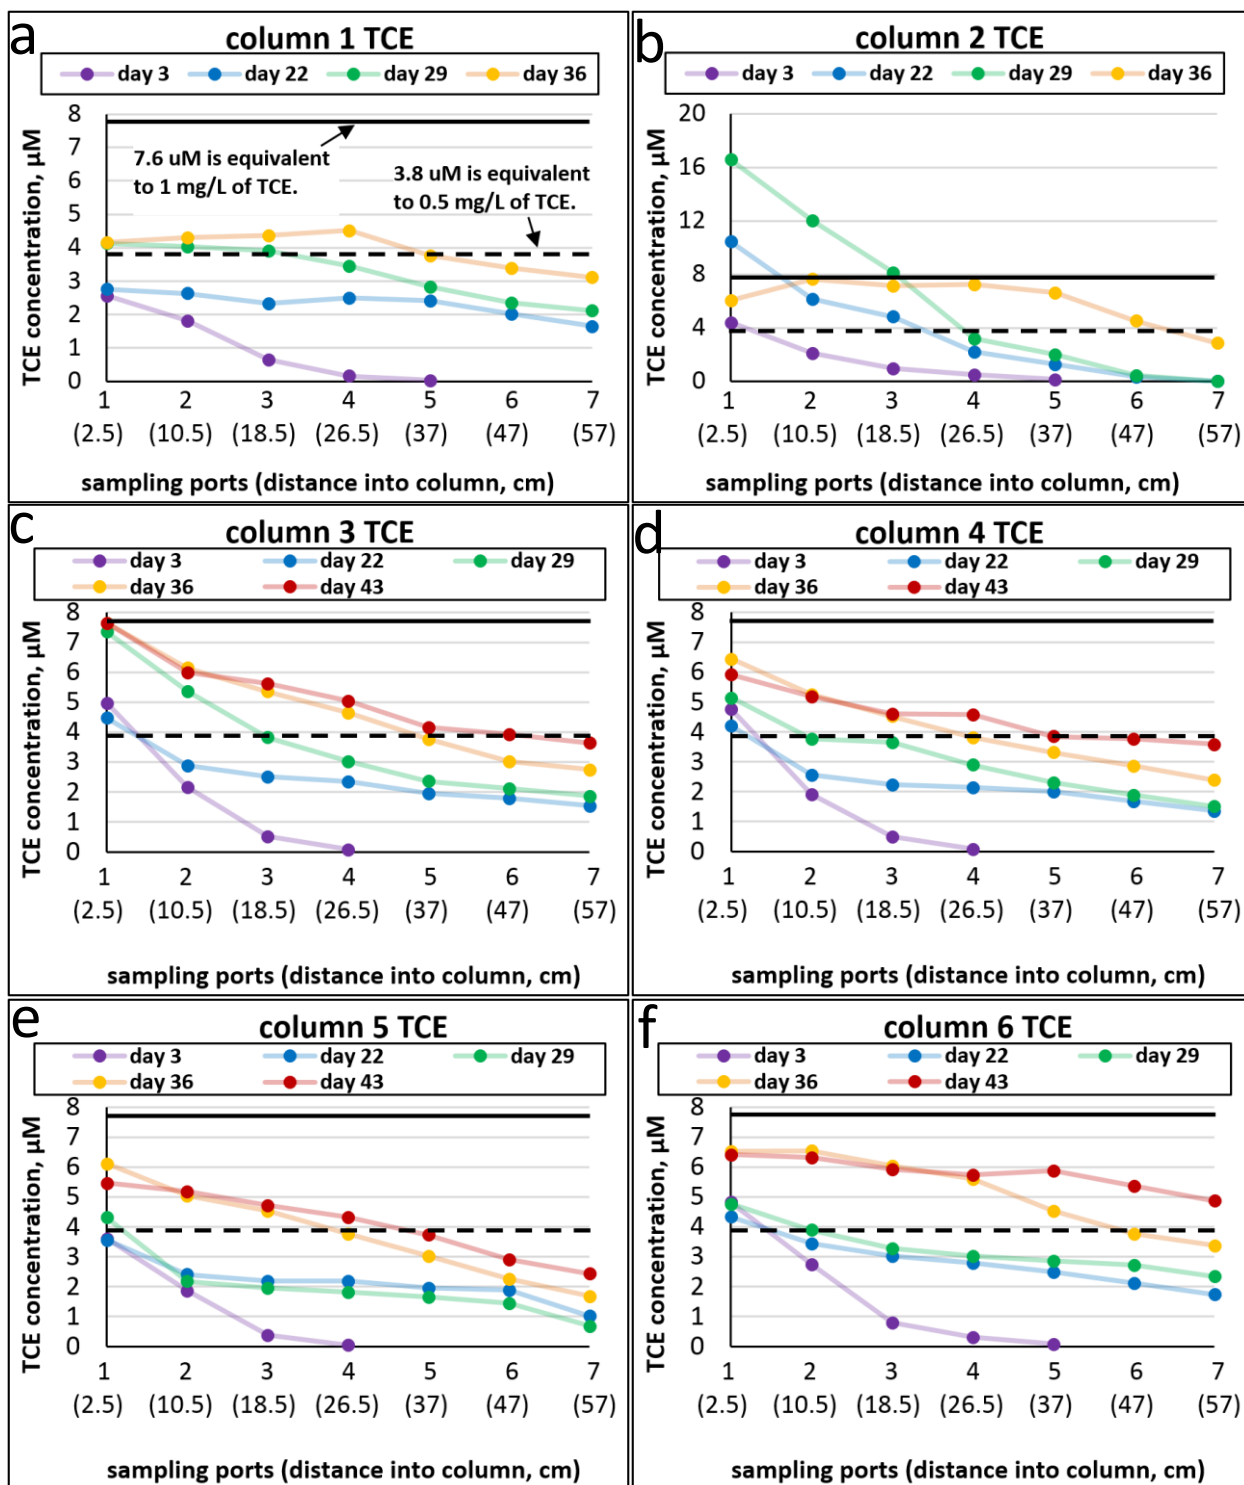 a
column 1 TCE
day 3 day 22 day 29 day 36
TCE concentration, µM
8
7
6
5
4
3
2
1
0
7.6 uM is equivalent
to 1 mg/L of TCE.
3.8 uM is equivalent
to 0.5 mg/L of TCE.
1 2 3 4 5 6 7
(2.5) (10.5) (18.5) (26.5) (37) (47) (57)
sampling ports (distance into column, cm)
b
column 2 TCE
day 3 day 22 day 29 day 36
TCE concentration, µM
20
16
12
8
4
0
1 2 3 4 5 6 7
(2.5) (10.5) (18.5) (26.5) (37) (47) (57)
sampling ports (distance into column, cm)
c
column 3 TCE
day 3 day 22 day 29
day 36 day 43
TCE concentration, µM
8
7
6
5
4
3
2
1
0
1 2 3 4 5 6 7
(2.5) (10.5) (18.5) (26.5) (37) (47) (57)
sampling ports (distance into column, cm)
d
column 4 TCE
day 3 day 22 day 29
day 36 day 43
TCE concentration, µM
8
7
6
5
4
3
2
1
0
1 2 3 4 5 6 7
(2.5) (10.5) (18.5) (26.5) (37) (47) (57)
sampling ports (distance into column, cm)
e
column 5 TCE
day 3 day 22 day 29
day 36 day 43
TCE concentration, µM
8
7
6
5
4
3
2
1
0
1 2 3 4 5 6 7
(2.5) (10.5) (18.5) (26.5) (37) (47) (57)
sampling ports (distance into column, cm)
f
column 6 TCE
day 3 day 22 day 29
day 36 day 43
TCE concentration, µM
8
7
6
5
4
3
2
1
0
1 2 3 4 5 6 7
(2.5) (10.5) (18.5) (26.5) (37) (47) (57)
sampling ports (distance into column, cm)